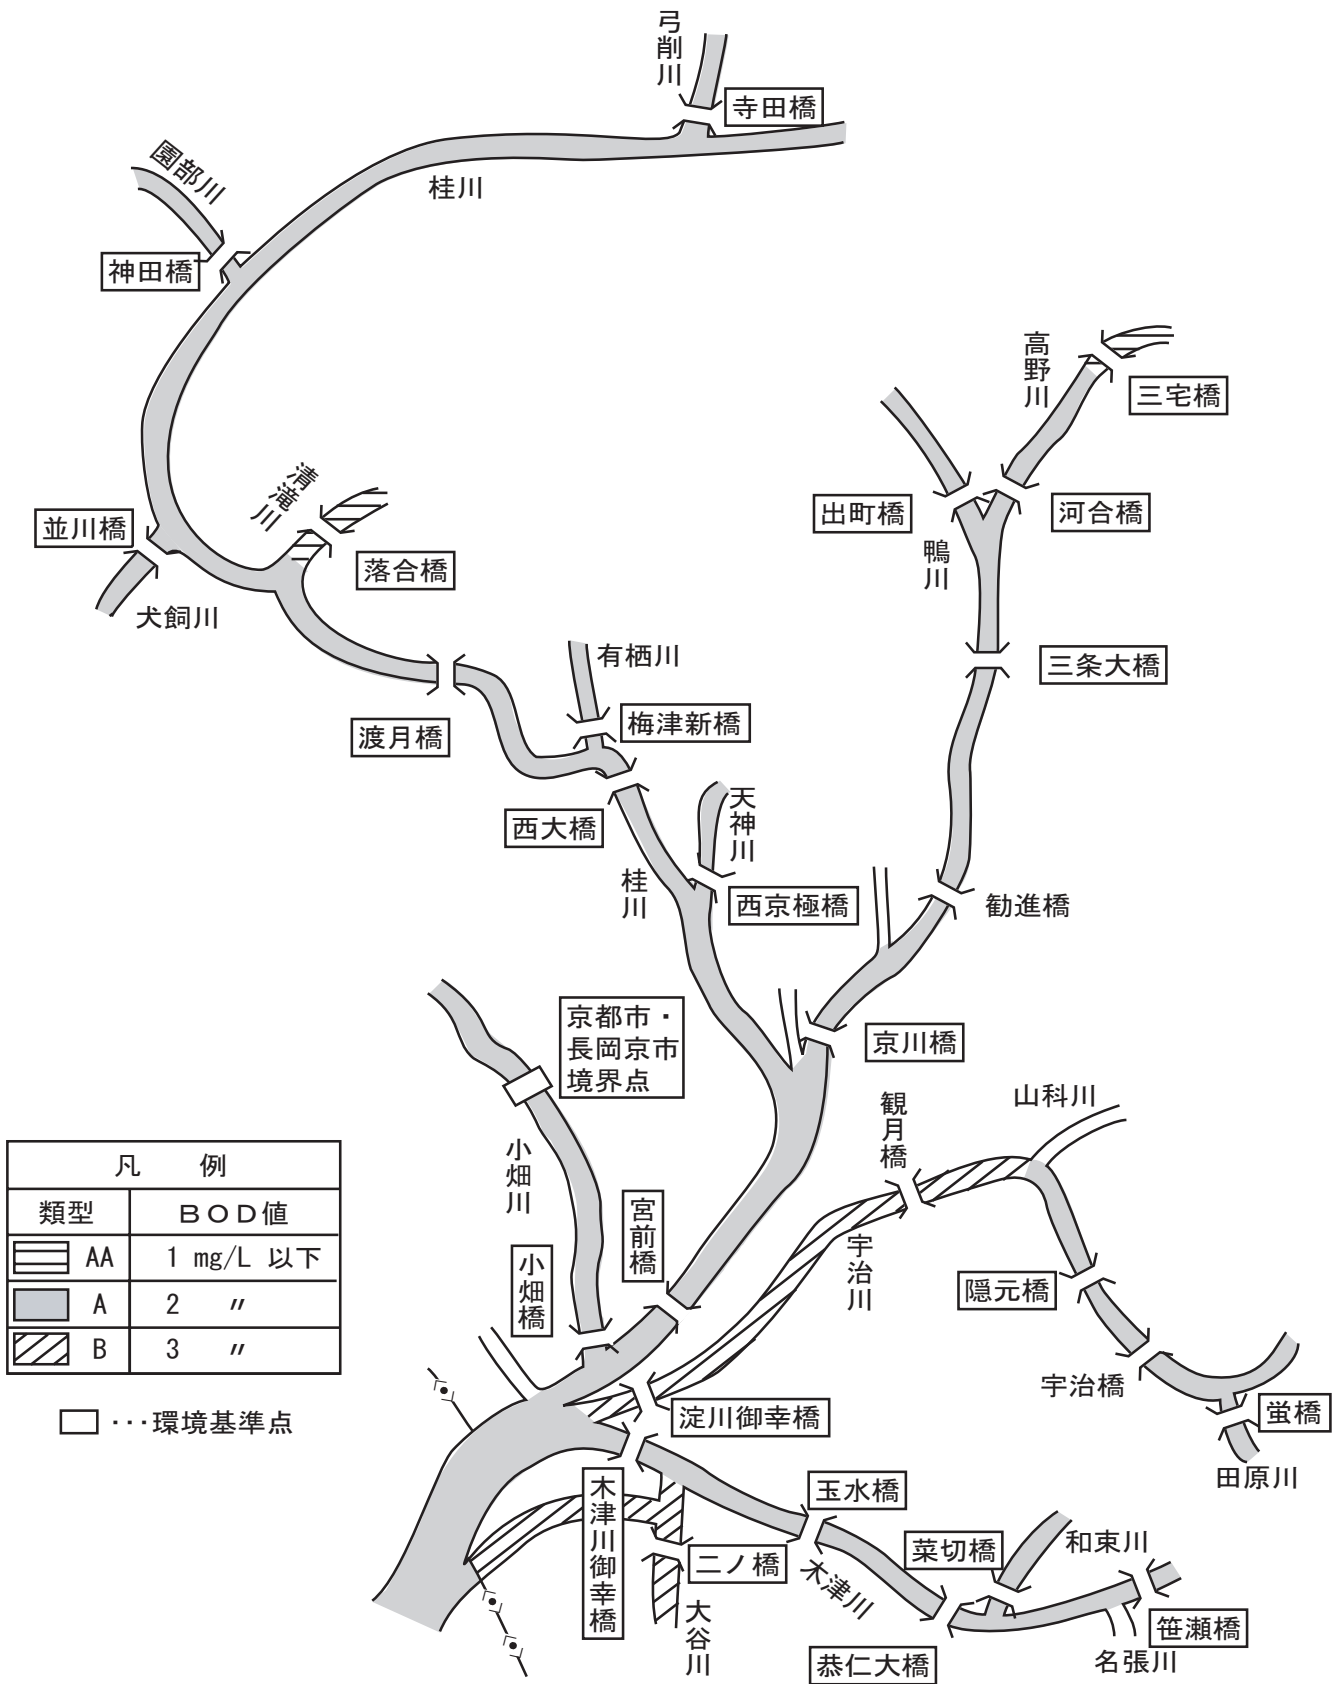 弓削川
寺田橋
園部川
桂川
神田橋
高野川
三宅橋
清滝川
並川橋
出町橋
河合橋
鴨川
落合橋
犬飼川
有栖川
三条大橋
梅津新橋
渡月橋
天神川
西大橋
桂川
西京極橋
勧進橋
京都市・
長岡京市
境界点
京川橋
観月橋
山科川
小畑川
宮前橋
宇治川
小畑橋
隠元橋
凡 例
類型 BOD値
AA 1 mg/L 以下
A 2 〃
B 3 〃
宇治橋
淀川御幸橋
蛍橋
□ ･･･環境基準点
田原川
木津川御幸橋
玉水橋
菜切橋
和束川
二ノ橋
木津川
大谷川
笹瀬橋
恭仁大橋
名張川